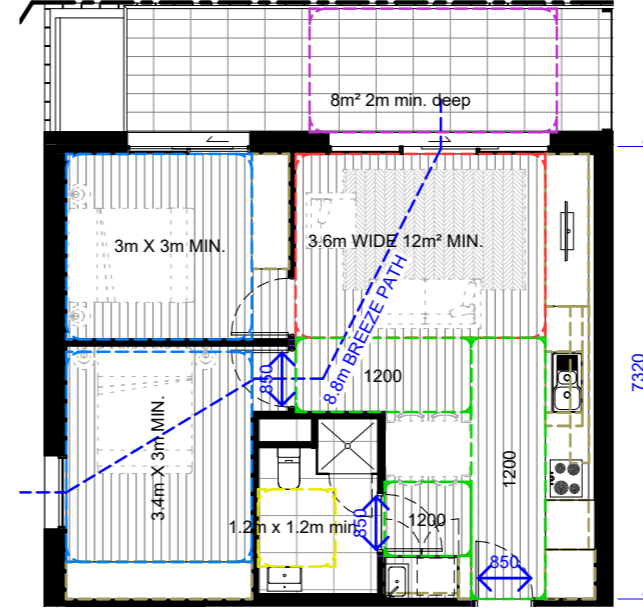 8m² 2m min. deep
3m X 3m MIN.
3.6m WIDE 12m² MIN.
8.8m BREEZE PATH
7320
850
1200
3.4m X 3m MIN.
1200
1.2m x 1.2m min
850
1200
850